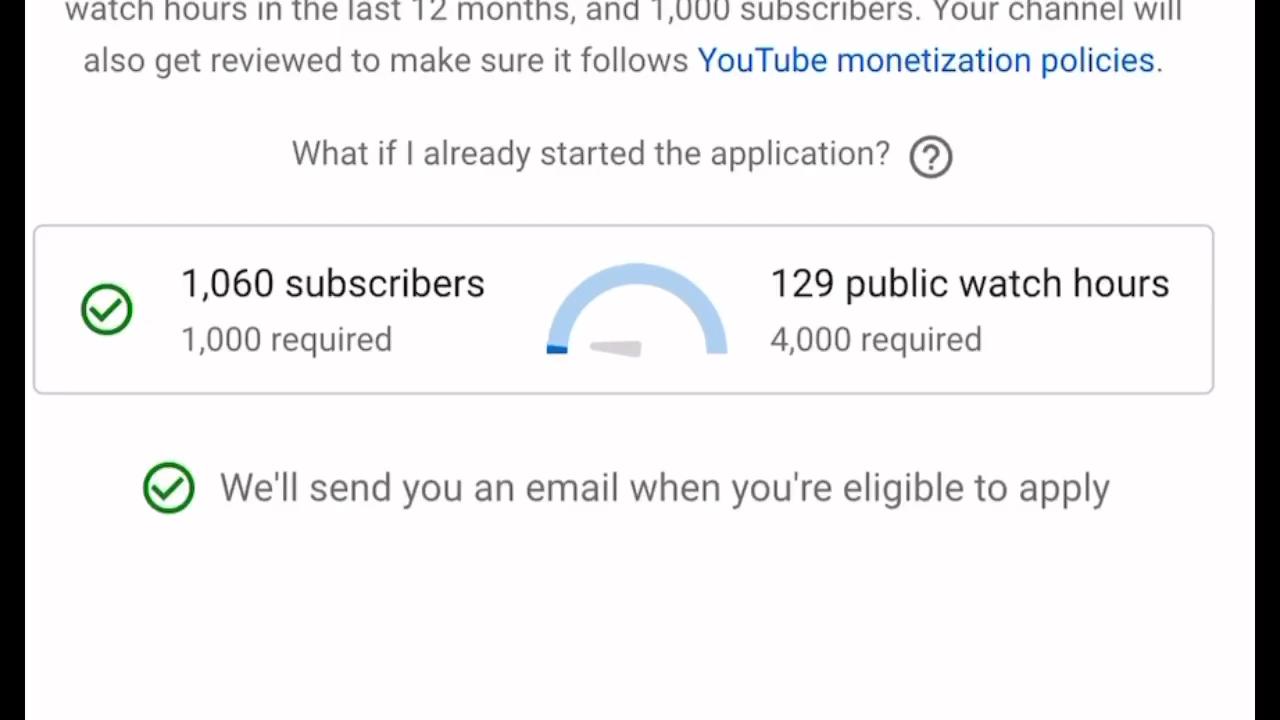 watch hours in the last 12 months, and 1,000 subscribers. Your channel will
also get reviewed to make sure it follows YouTube monetization policies.
What if I already started the application?
1,060 subscribers
1,000 required
129 public watch hours
4,000 required
We'll send you an email when you're eligible to apply